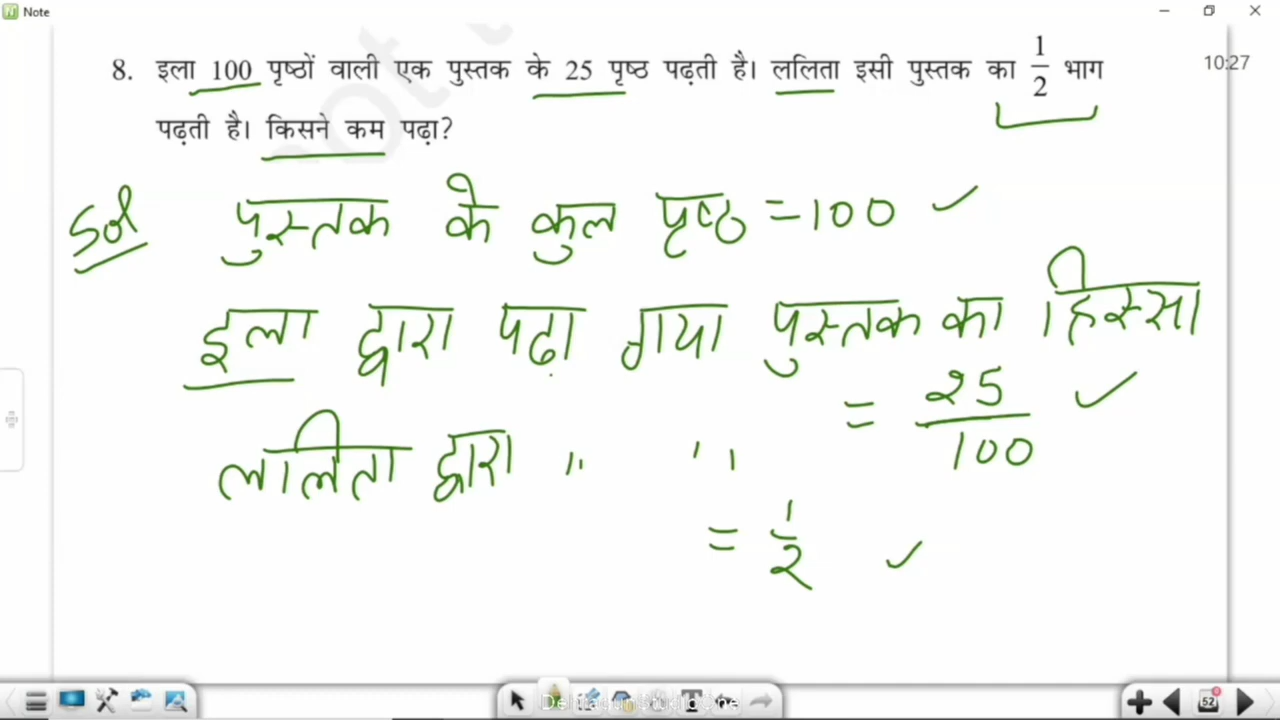 Note
8. इला 100 पृष्ठों वाली एक पुस्तक के 25 पृष्ठ पढ़ती है। ललिता इसी पुस्तक का 1/2 भाग
10:27
पढ़ती है। किसने कम पढ़ा?
Sol पुस्तक के कुल पृष्ठ = 100 ✓
इला द्वारा पढ़ा गया पुस्तक का हिस्सा
= 25/100 ✓
ललिता द्वारा " "
= 1/2 ✓
52